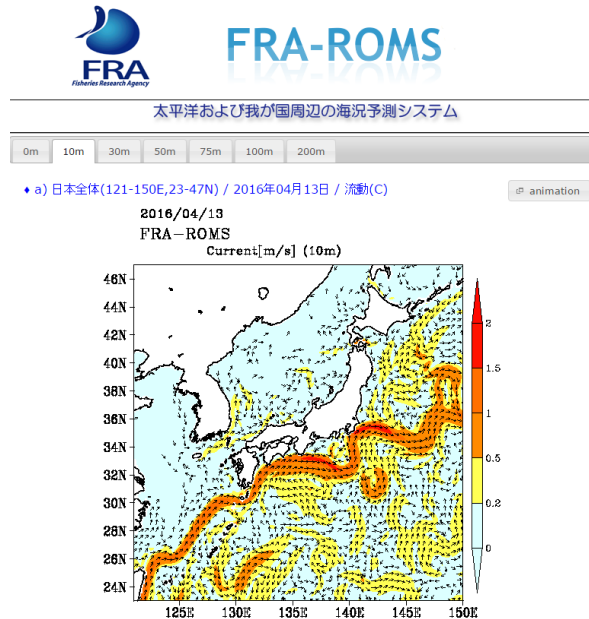 FRA
Fisheries Research Agency
FRA-ROMS
太平洋および我が国周辺の海況予測システム
0m 10m 30m 50m 75m 100m 200m
♦ a) 日本全体(121-150E,23-47N) / 2016年04月13日 / 流動(C)
animation
2016/04/13
FRA-ROMS
Current[m/s] (10m)
46N
44N
42N
40N
38N
36N
34N
32N
30N
28N
26N
24N
125E 130E 135E 140E 145E 150E
2
1.5
1
0.5
0.2
0